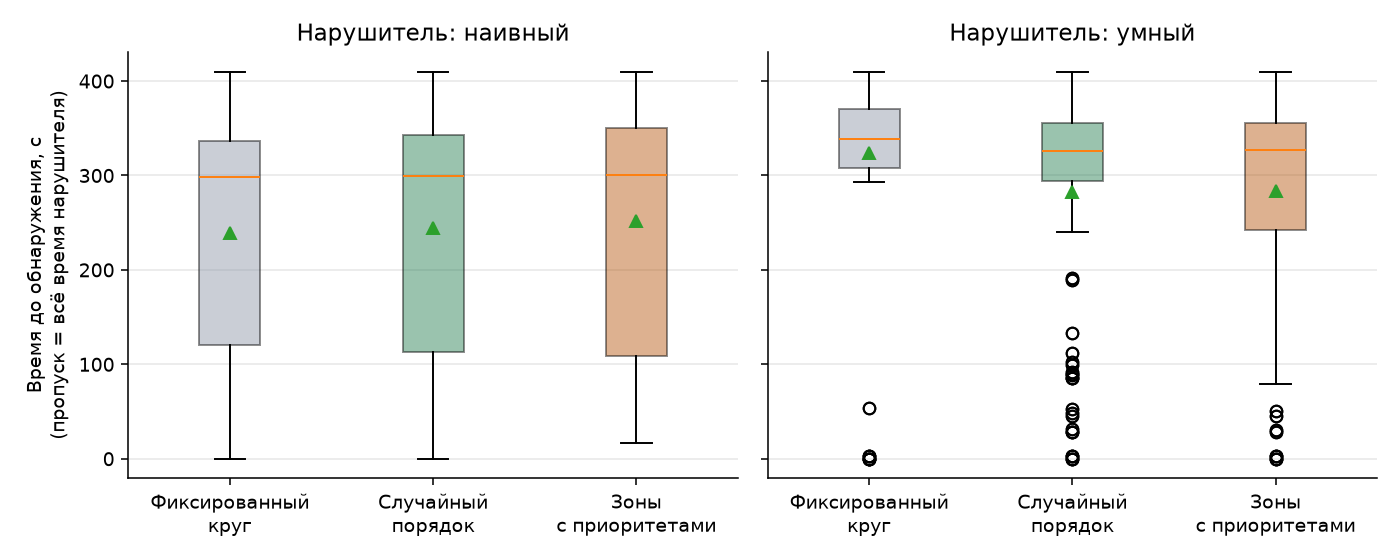 Нарушитель: наивный
Нарушитель: умный
Время до обнаружения, с
(пропуск = всё время нарушителя)
400
300
200
100
0
Фиксированный
круг
Случайный
порядок
Зоны
с приоритетами
Фиксированный
круг
Случайный
порядок
Зоны
с приоритетами